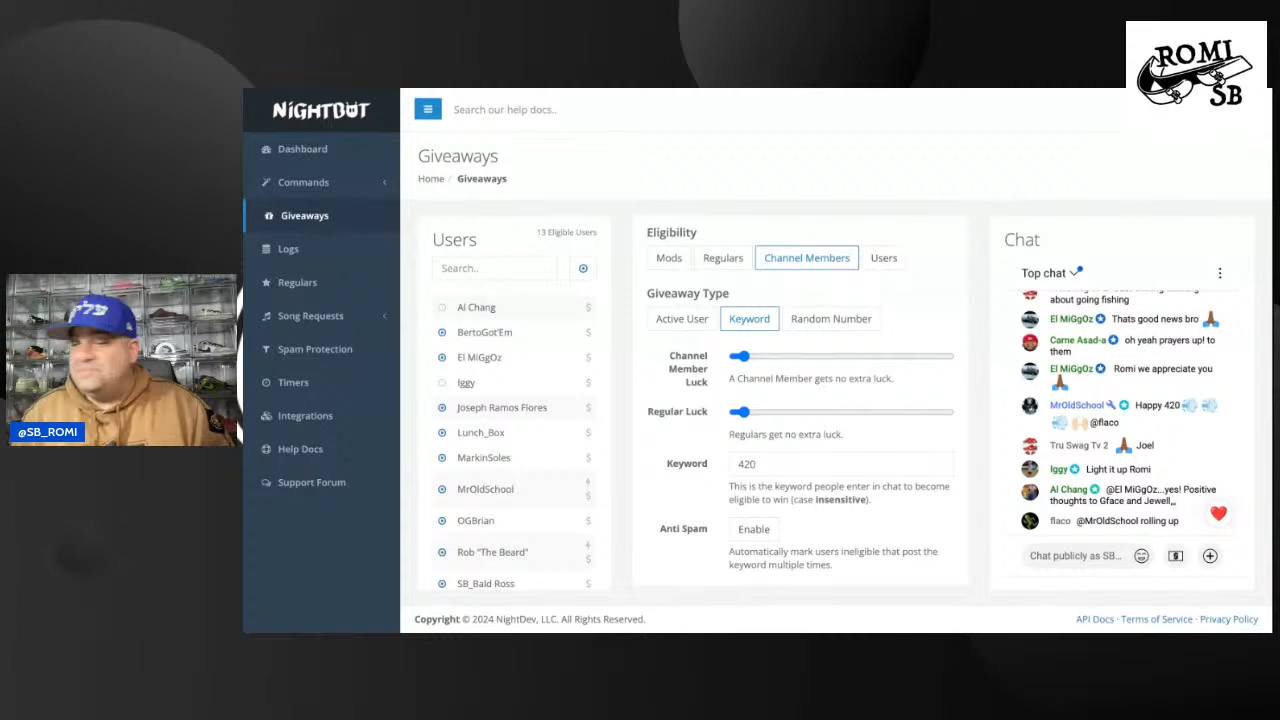 ROMI
SB
NIGHTBOT
Search our help docs..
Dashboard
Commands
Giveaways
Logs
Regulars
Song Requests
Spam Protection
Timers
Integrations
Help Docs
Support Forum
Giveaways
Home / Giveaways
Users
13 Eligible Users
Search..
Al Chang $
BertoGot'Em $
El MiGgOz $
Iggy $
Joseph Ramos Flores $
Lunch_Box $
MarkinSoles $
MrOldSchool $
OGBrian $
Rob "The Beard" $
SB_Bald Ross $
Eligibility
Mods Regulars Channel Members Users
Giveaway Type
Active User Keyword Random Number
Channel
Member
Luck
A Channel Member gets no extra luck.
Regular Luck
Regulars get no extra luck.
Keyword 420
This is the keyword people enter in chat to become
eligible to win (case insensitive).
Anti Spam Enable
Automatically mark users ineligible that post the
keyword multiple times.
Chat
Top chat
about going fishing
El MiGgOz Thats good news bro
Carne Asad-a oh yeah prayers up! to
them
El MiGgOz Romi we appreciate you
MrOldSchool Happy 420
@flaco
Tru Swag Tv 2 Joel
Iggy Light it up Romi
Al Chang @El MiGgOz...yes! Positive
thoughts to Gface and Jewell,,,
flaco @MrOldSchool rolling up
Chat publicly as SB...
Copyright © 2024 NightDev, LLC. All Rights Reserved.
API Docs · Terms of Service · Privacy Policy
@SB_ROMI